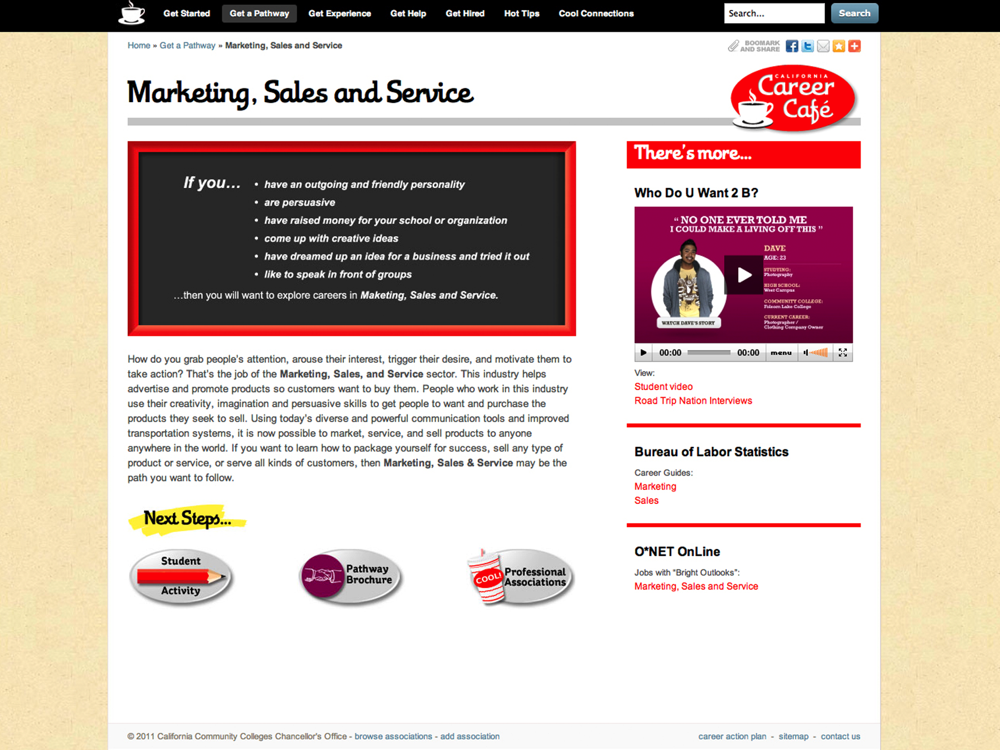 Get Started Get a Pathway Get Experience Get Help Get Hired Hot Tips Cool Connections Search... Search
Home » Get a Pathway » Marketing, Sales and Service
BOOMARK
AND SHARE
Marketing, Sales and Service
CALIFORNIA
Career
Café
If you...
• have an outgoing and friendly personality
• are persuasive
• have raised money for your school or organization
• come up with creative ideas
• have dreamed up an idea for a business and tried it out
• like to speak in front of groups
...then you will want to explore careers in Maketing, Sales and Service.
How do you grab people's attention, arouse their interest, trigger their desire, and motivate them to
take action? That's the job of the Marketing, Sales, and Service sector. This industry helps
advertise and promote products so customers want to buy them. People who work in this industry
use their creativity, imagination and persuasive skills to get people to want and purchase the
products they seek to sell. Using today's diverse and powerful communication tools and improved
transportation systems, it is now possible to market, service, and sell products to anyone
anywhere in the world. If you want to learn how to package yourself for success, sell any type of
product or service, or serve all kinds of customers, then Marketing, Sales & Service may be the
path you want to follow.
Next Steps...
Student
Activity
Pathway
Brochure
COOL!
Professional
Associations
There's more...
Who Do U Want 2 B?
" NO ONE EVER TOLD ME
I COULD MAKE A LIVING OFF THIS "
DAVE
AGE: 23
STUDYING:
Photography
HIGH SCHOOL:
West Campus
COMMUNITY COLLEGE:
Folsom Lake College
CURRENT CAREER:
Photographer /
Clothing Company Owner
WATCH DAVE'S STORY
00:00 00:00 menu
View:
Student video
Road Trip Nation Interviews
Bureau of Labor Statistics
Career Guides:
Marketing
Sales
O*NET OnLine
Jobs with “Bright Outlooks”:
Marketing, Sales and Service
© 2011 California Community Colleges Chancellor's Office - browse associations - add association
career action plan - sitemap - contact us